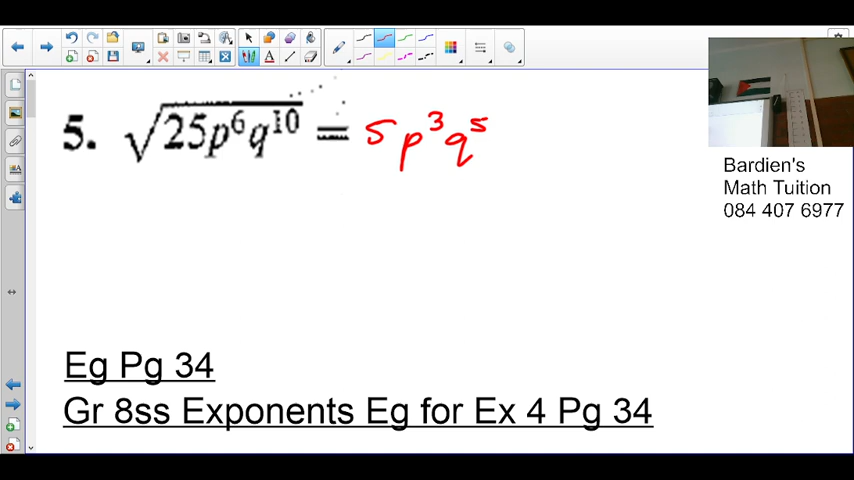 5. √25p⁶q¹⁰ = 5p³q⁵
Bardien's
Math Tuition
084 407 6977
Eg Pg 34
Gr 8ss Exponents Eg for Ex 4 Pg 34